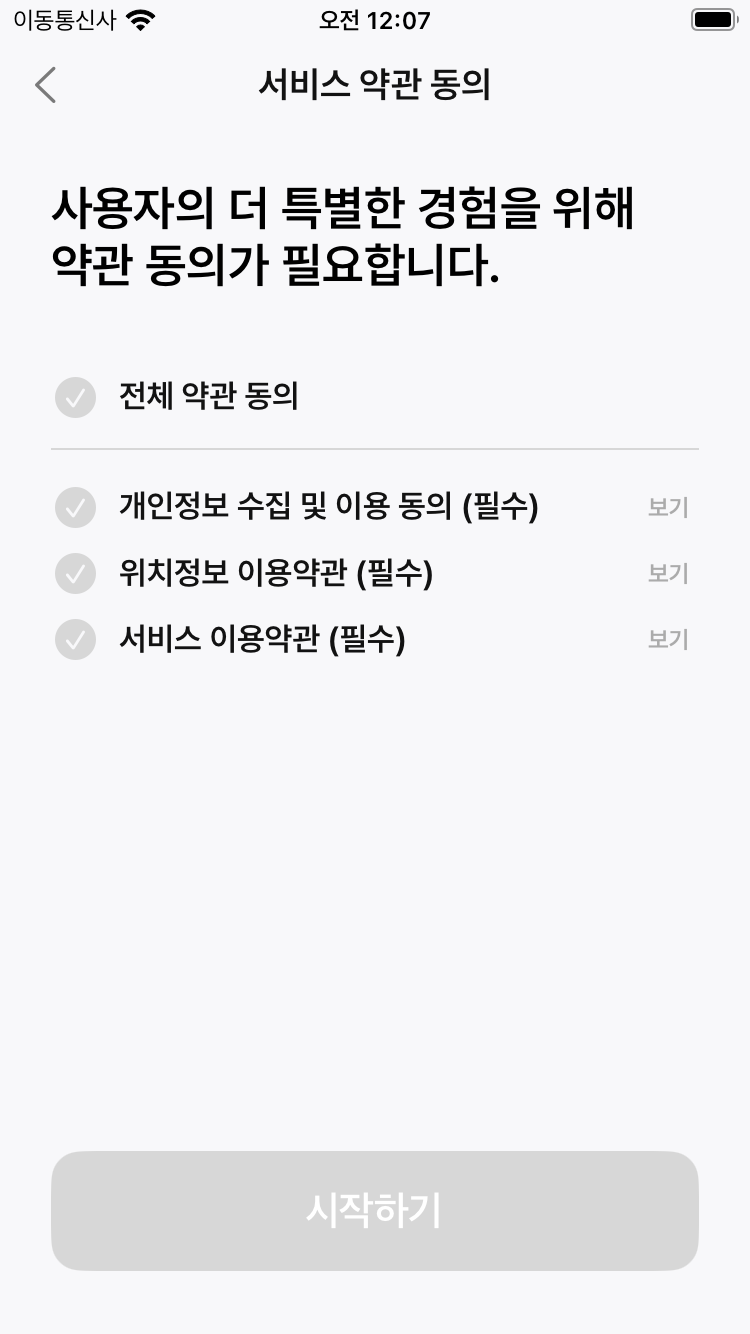 이동통신사 오전 12:07
서비스 약관 동의
사용자의 더 특별한 경험을 위해
약관 동의가 필요합니다.
전체 약관 동의
개인정보 수집 및 이용 동의 (필수) 보기
위치정보 이용약관 (필수) 보기
서비스 이용약관 (필수) 보기
시작하기